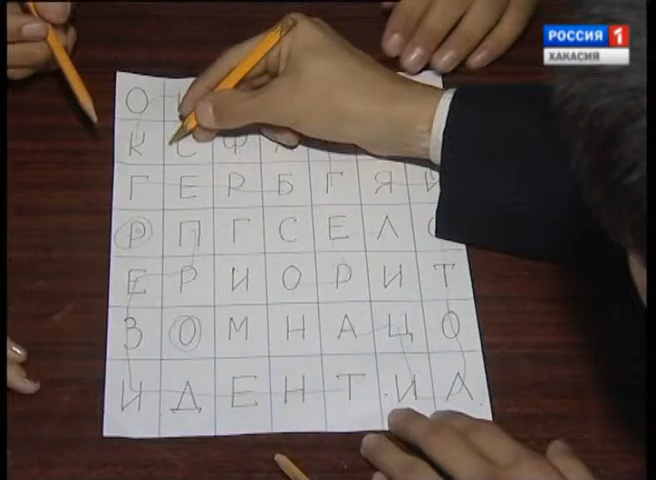 РОССИЯ 1
ХАКАСИЯ
О
К С Ф
Г Е Р Б Г Я И
Р П Г С Е Л
Е Р И О Р И Т
З О М Н А Ц О
И Д Е Н Т И А